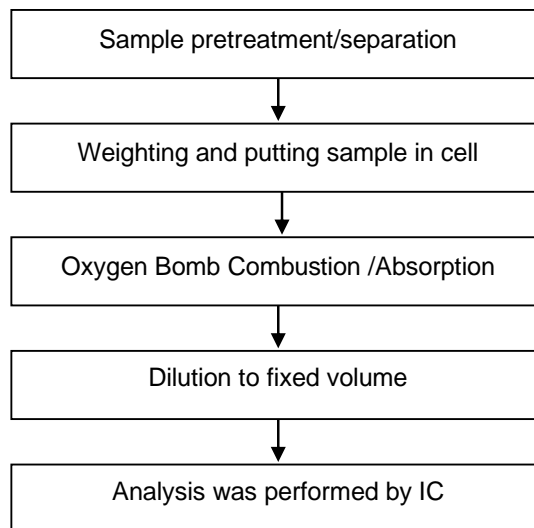 Sample pretreatment/separation
Weighting and putting sample in cell
Oxygen Bomb Combustion /Absorption
Dilution to fixed volume
Analysis was performed by IC